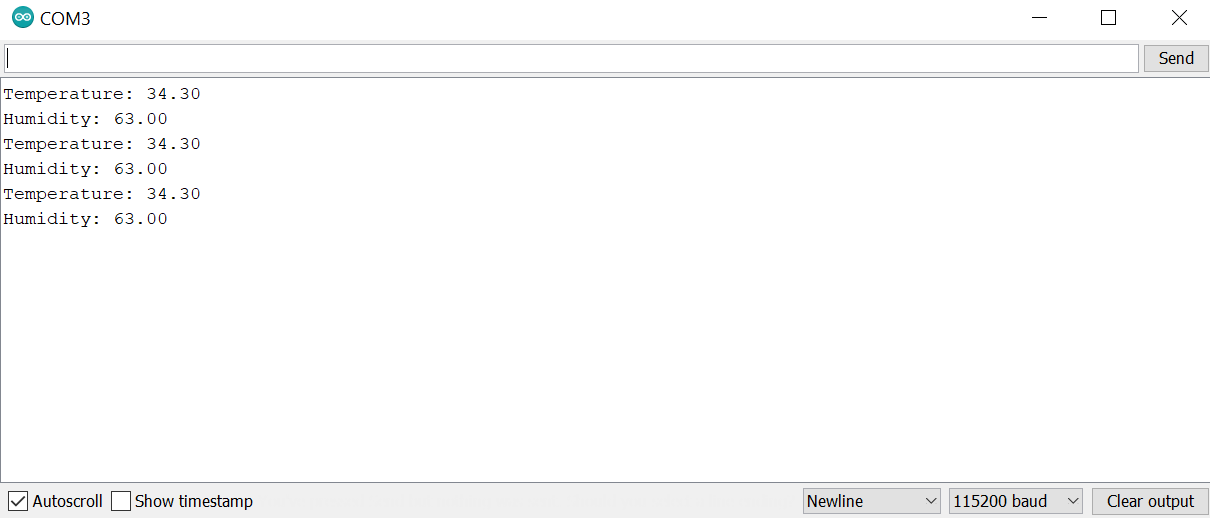 COM3
Send
Temperature: 34.30
Humidity: 63.00
Temperature: 34.30
Humidity: 63.00
Temperature: 34.30
Humidity: 63.00
Autoscroll Show timestamp Newline 115200 baud Clear output